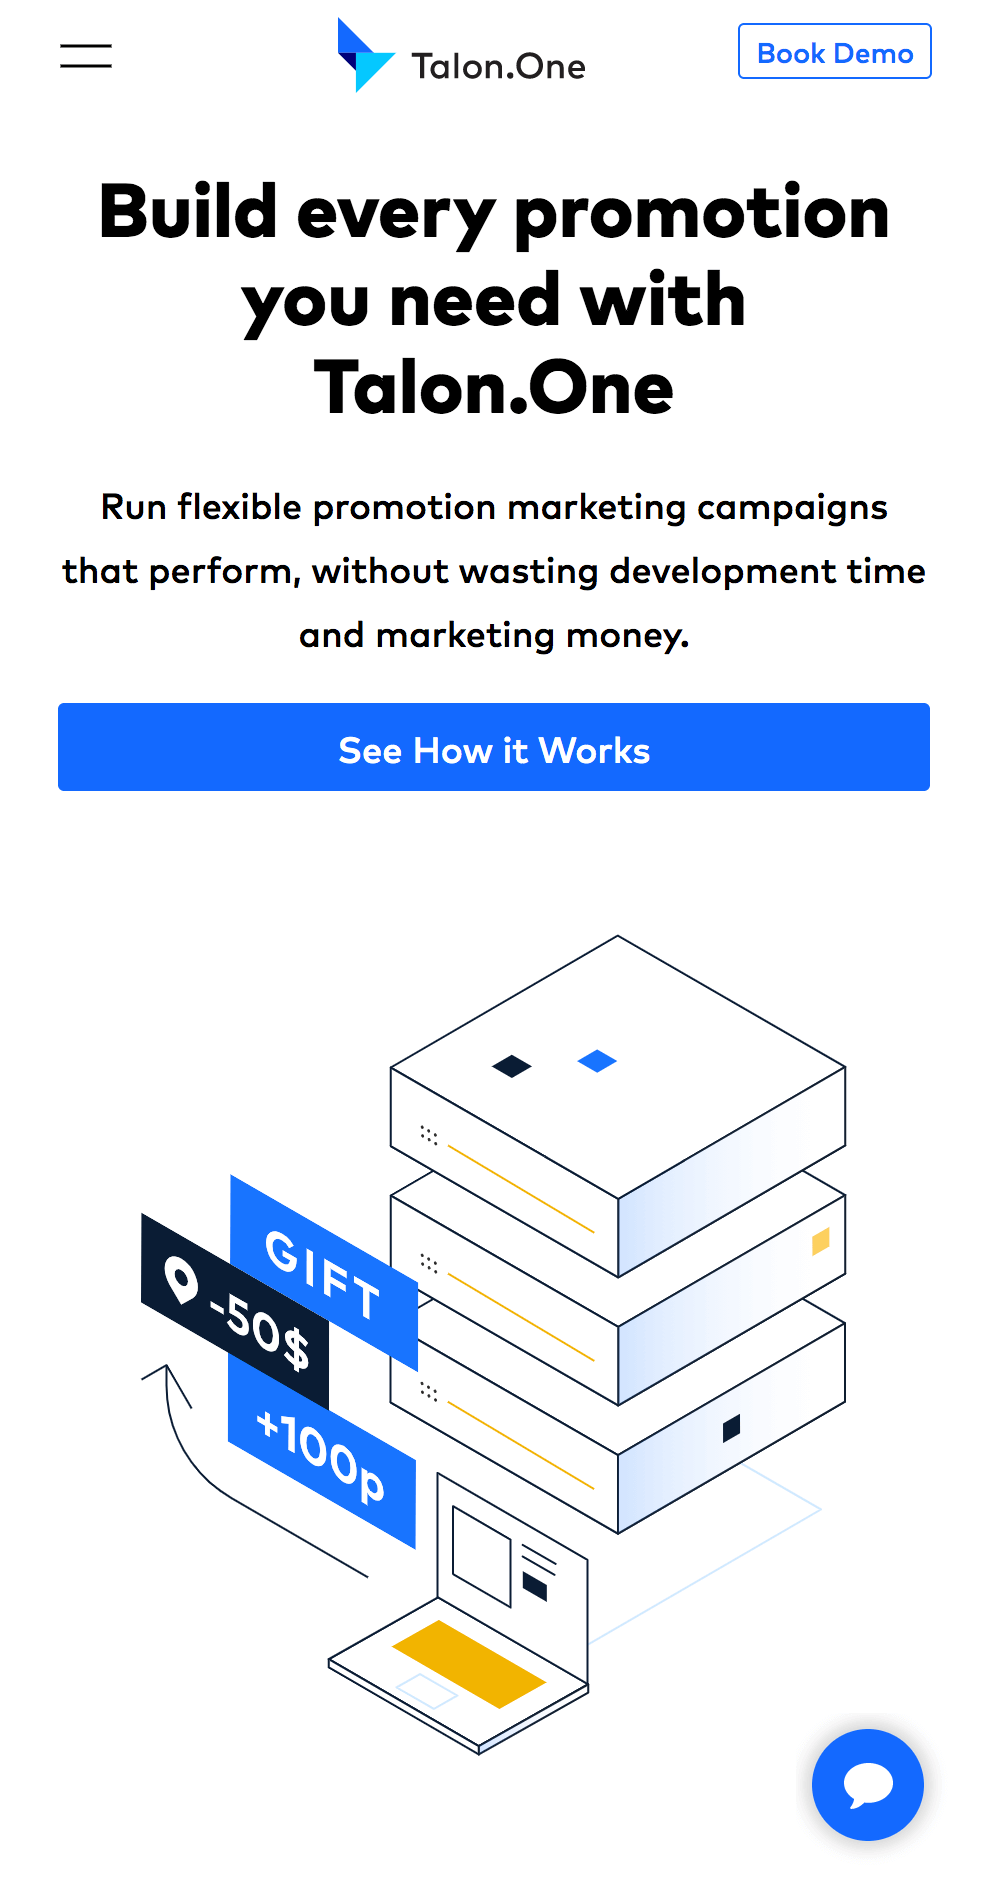 Talon.One
Book Demo
Build every promotion
you need with
Talon.One
Run flexible promotion marketing campaigns
that perform, without wasting development time
and marketing money.
See How it Works
GIFT
-50$
+100p